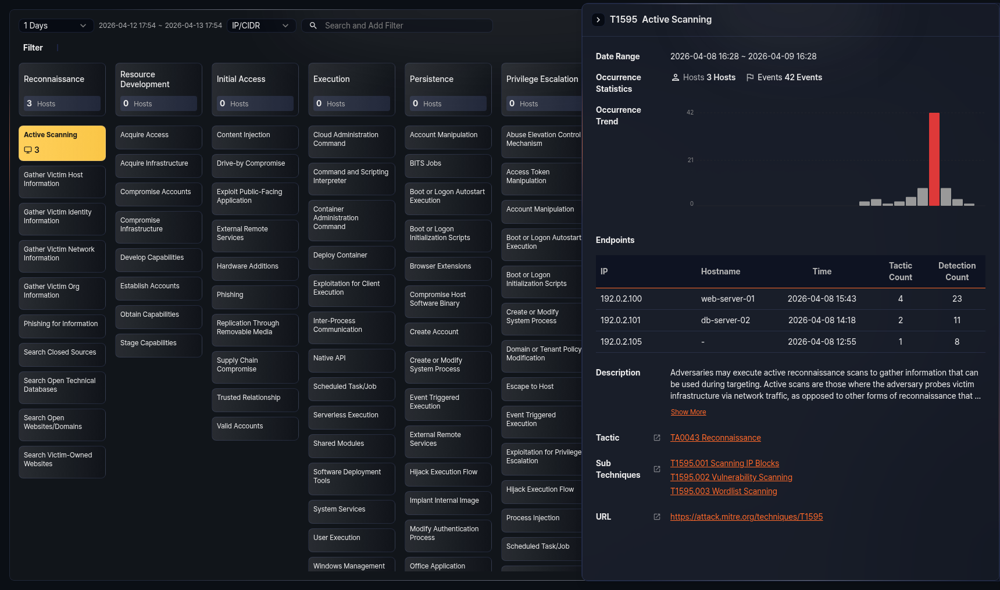 1 Days
2026-04-12 17:54 ~ 2026-04-13 17:54
IP/CIDR
Search and Add Filter
Filter
Reconnaissance
3 Hosts
Active Scanning
3
Gather Victim Host
Information
Gather Victim Identity
Information
Gather Victim Network
Information
Gather Victim Org
Information
Phishing for Information
Search Closed Sources
Search Open Technical
Databases
Search Open
Websites/Domains
Search Victim-Owned
Websites
Resource
Development
0 Hosts
Acquire Access
Acquire Infrastructure
Compromise Accounts
Compromise
Infrastructure
Develop Capabilities
Establish Accounts
Obtain Capabilities
Stage Capabilities
Initial Access
0 Hosts
Content Injection
Drive-by Compromise
Exploit Public-Facing
Application
External Remote
Services
Hardware Additions
Phishing
Replication Through
Removable Media
Supply Chain
Compromise
Trusted Relationship
Valid Accounts
Execution
0 Hosts
Cloud Administration
Command
Command and Scripting
Interpreter
Container
Administration
Command
Deploy Container
Exploitation for Client
Execution
Inter-Process
Communication
Native API
Scheduled Task/Job
Serverless Execution
Shared Modules
Software Deployment
Tools
System Services
User Execution
Windows Management
Persistence
0 Hosts
Account Manipulation
BITS Jobs
Boot or Logon Autostart
Execution
Boot or Logon
Initialization Scripts
Browser Extensions
Compromise Host
Software Binary
Create Account
Create or Modify
System Process
Event Triggered
Execution
External Remote
Services
Hijack Execution Flow
Implant Internal Image
Modify Authentication
Process
Office Application
Privilege Escalation
0 Hosts
Abuse Elevation Control
Mechanism
Access Token
Manipulation
Account Manipulation
Boot or Logon Autostart
Execution
Boot or Logon
Initialization Scripts
Create or Modify
System Process
Domain or Tenant Policy
Modification
Escape to Host
Event Triggered
Execution
Exploitation for Privilege
Escalation
Hijack Execution Flow
Process Injection
Scheduled Task/Job
T1595 Active Scanning
Date Range
2026-04-08 16:28 ~ 2026-04-09 16:28
Occurrence
Statistics
Hosts 3 Hosts Events 42 Events
Occurrence
Trend
42
21
0
Endpoints
IP Hostname Time Tactic Count Detection Count
192.0.2.100 web-server-01 2026-04-08 15:43 4 23
192.0.2.101 db-server-02 2026-04-08 14:18 2 11
192.0.2.105 - 2026-04-08 12:55 1 8
Description
Adversaries may execute active reconnaissance scans to gather information that can
be used during targeting. Active scans are those where the adversary probes victim
infrastructure via network traffic, as opposed to other forms of reconnaissance that ...
Show More
Tactic
TA0043 Reconnaissance
Sub
Techniques
T1595.001 Scanning IP Blocks
T1595.002 Vulnerability Scanning
T1595.003 Wordlist Scanning
URL
https://attack.mitre.org/techniques/T1595